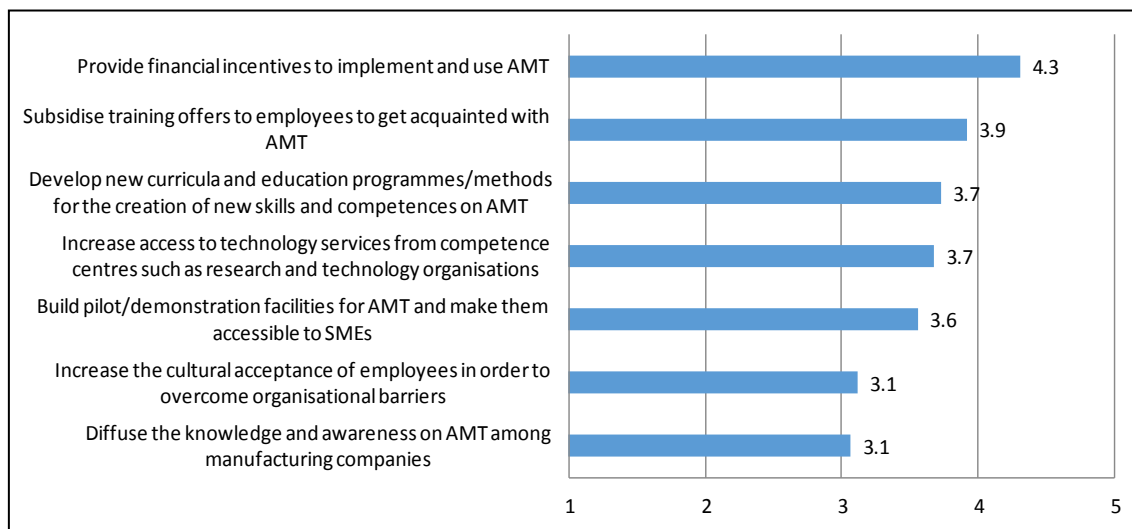 Provide financial incentives to implement and use AMT
4.3
Subsidise training offers to employees to get acquainted with
AMT
3.9
Develop new curricula and education programmes/methods
for the creation of new skills and competences on AMT
3.7
Increase access to technology services from competence
centres such as research and technology organisations
3.7
Build pilot/demonstration facilities for AMT and make them
accessible to SMEs
3.6
Increase the cultural acceptance of employees in order to
overcome organisational barriers
3.1
Diffuse the knowledge and awareness on AMT among
manufacturing companies
3.1
1 2 3 4 5